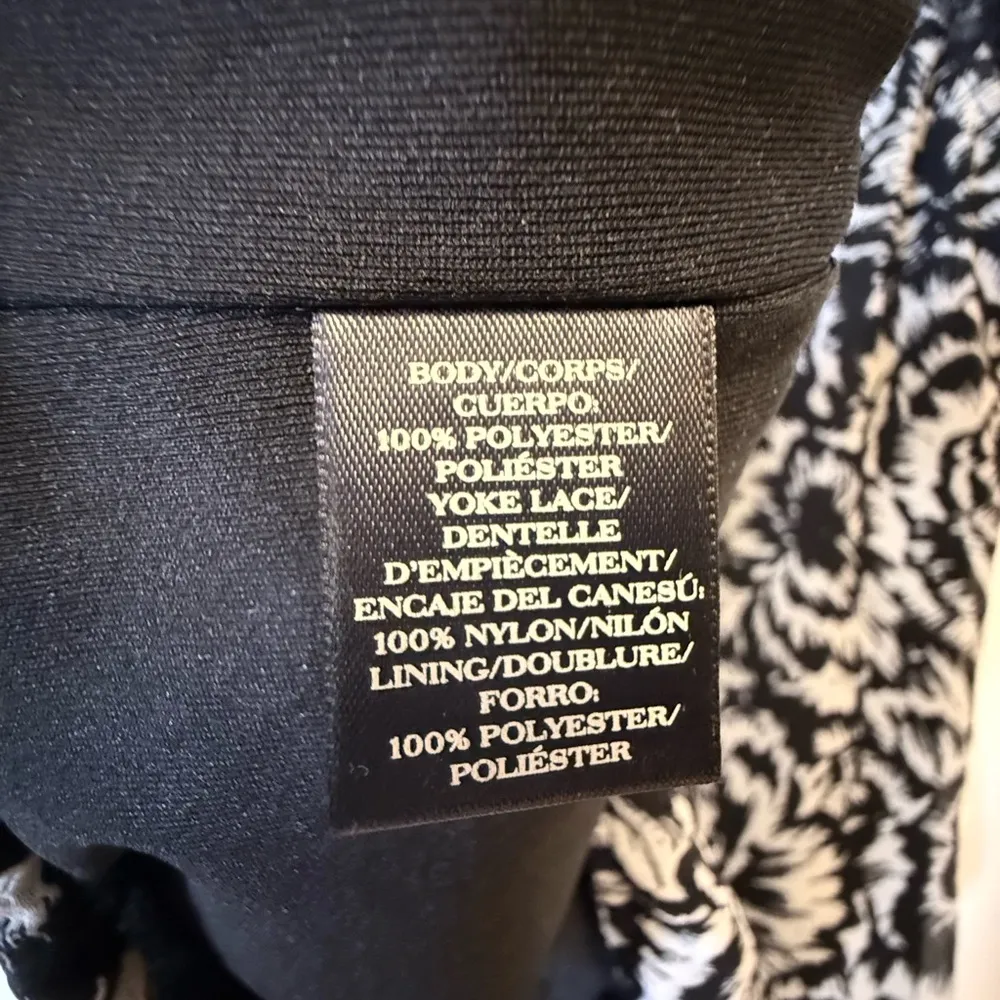 BODY/CORPS/
CUERPO:
100% POLYESTER/
POLIÉSTER
YOKE LACE/
DENTELLE
D'EMPIÈCEMENT/
ENCAJE DEL CANESÚ:
100% NYLON/NILÓN
LINING/DOUBLURE/
FORRO:
100% POLYESTER/
POLIÉSTER